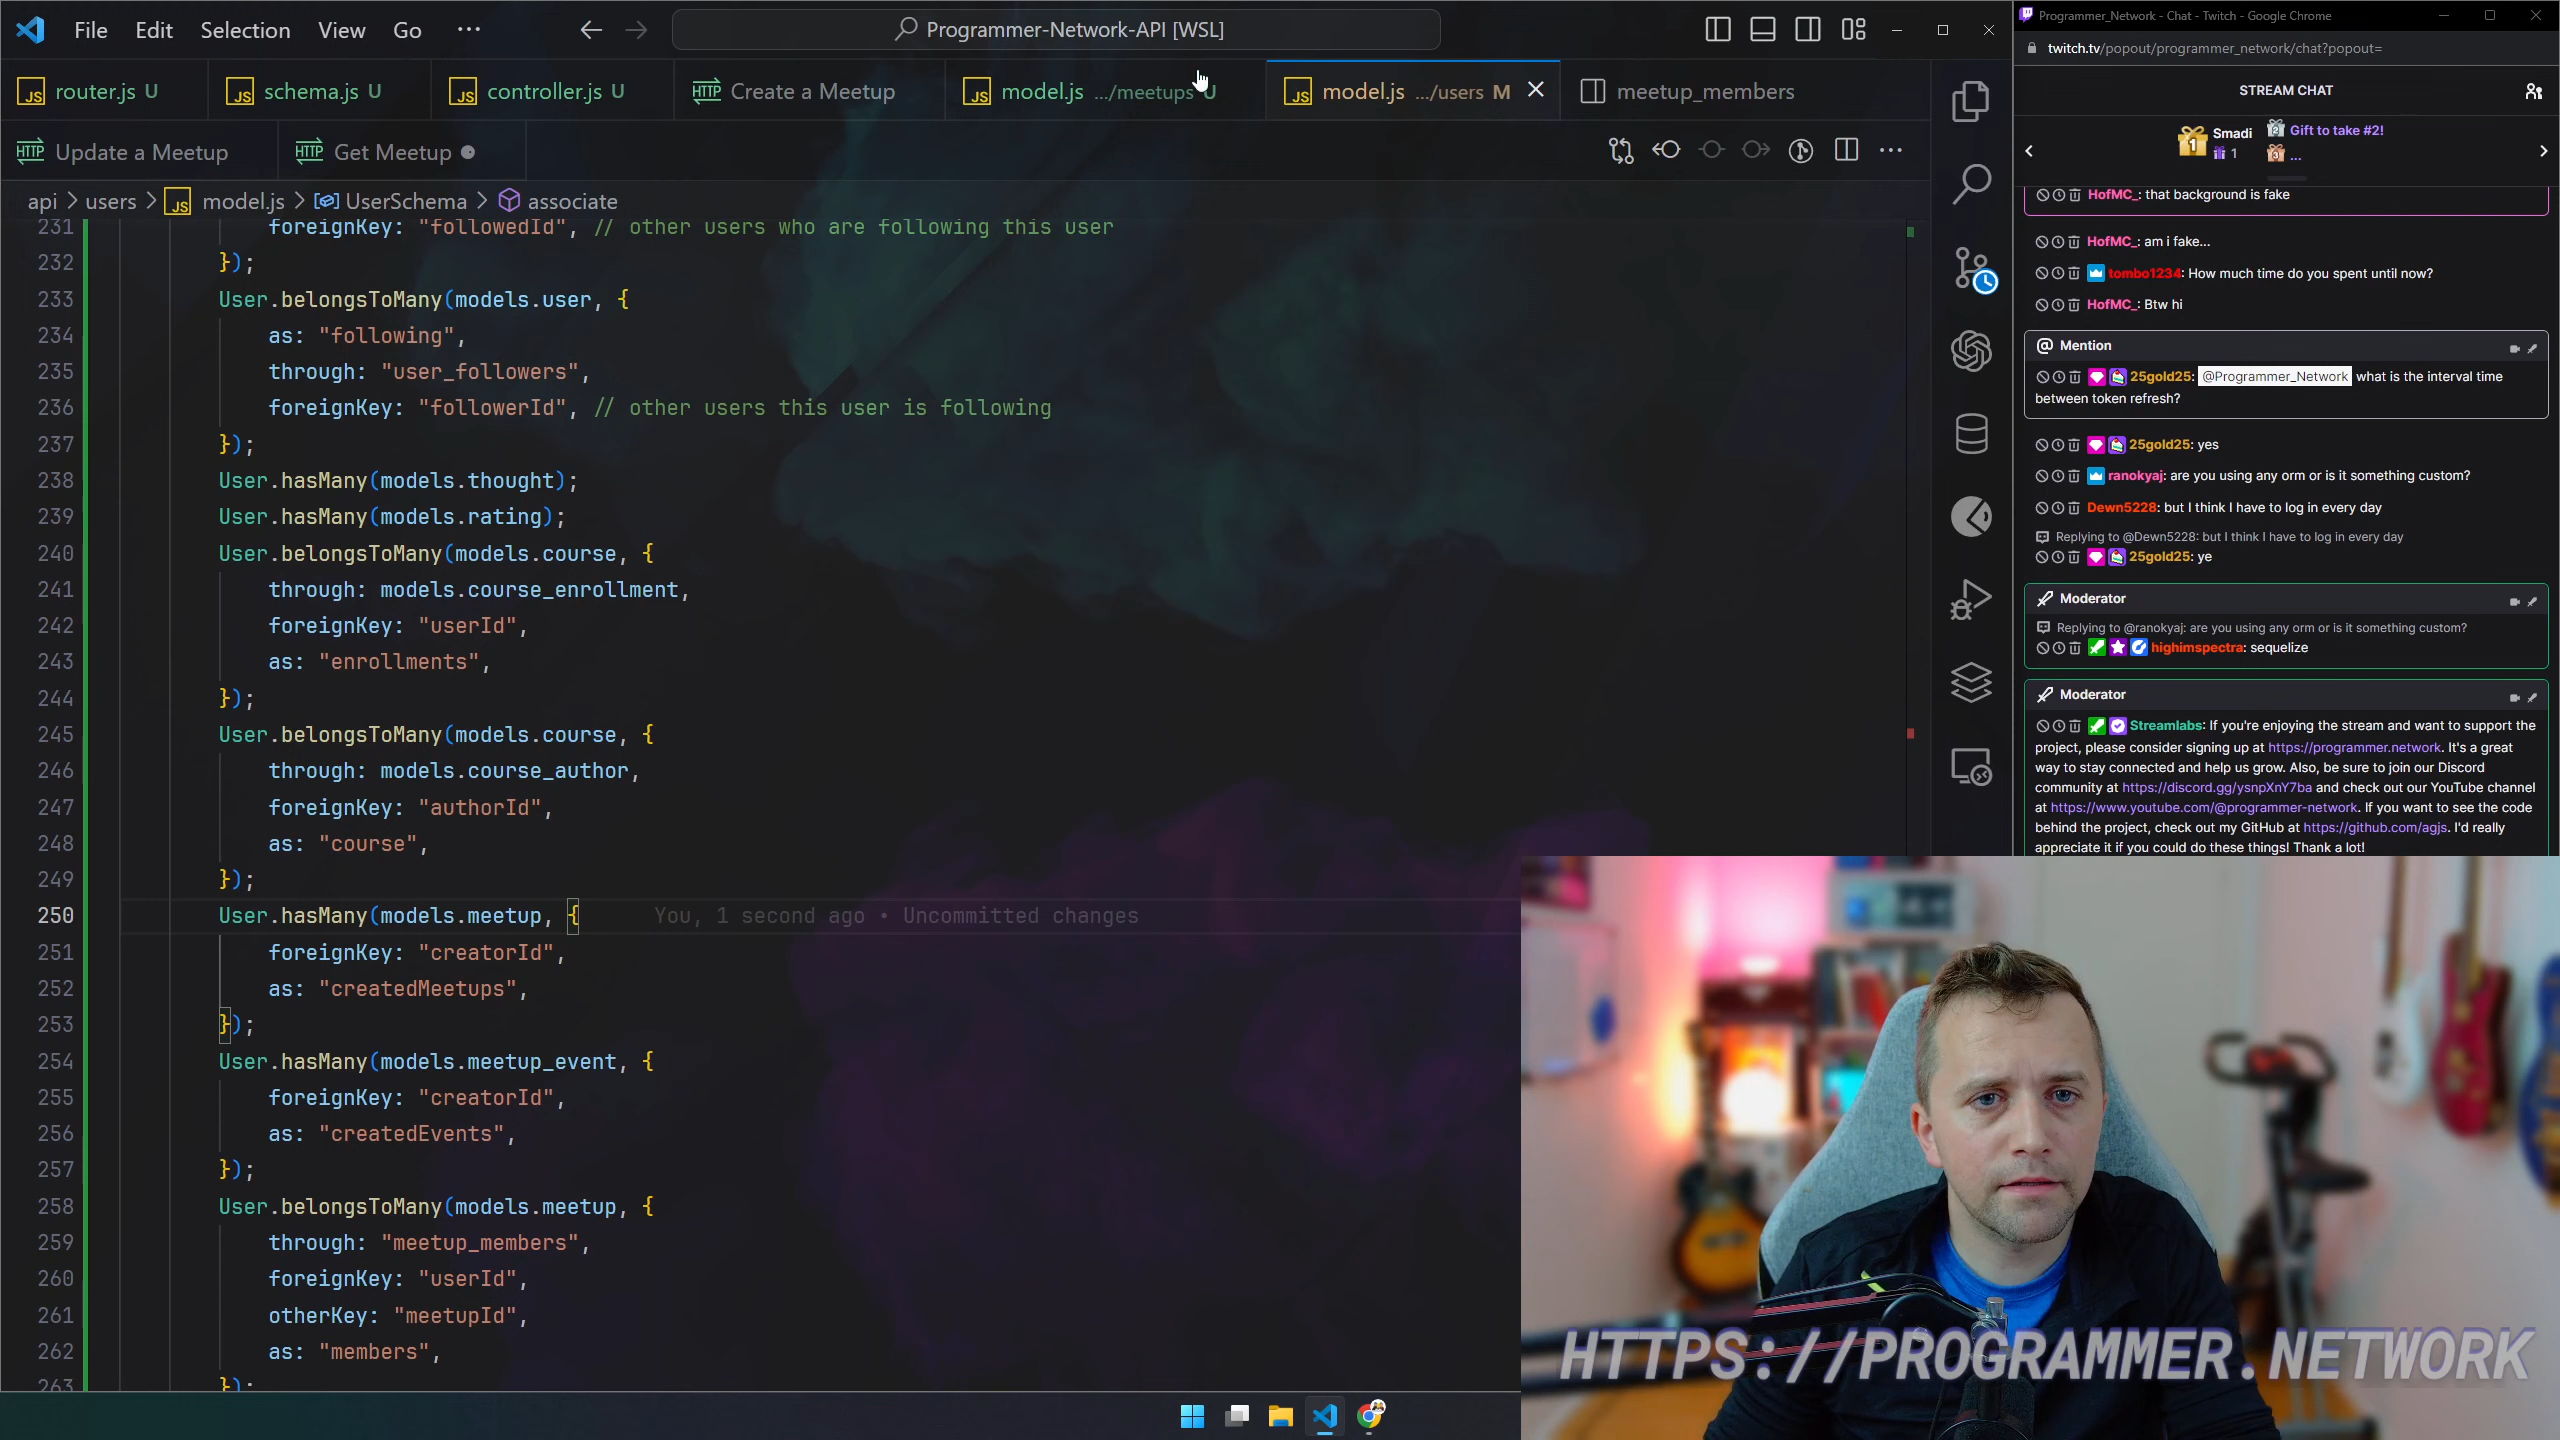 File Edit Selection View Go ···
Programmer-Network-API [WSL]
router.js U
schema.js U
controller.js U
HTTP Create a Meetup
model.js .../meetups U
model.js .../users M
meetup_members
HTTP Update a Meetup
HTTP Get Meetup
api > users > JS model.js > UserSchema > associate
231 foreignKey: "followedId", // other users who are following this user
232 });
233 User.belongsToMany(models.user, {
234 as: "following",
235 through: "user_followers",
236 foreignKey: "followerId", // other users this user is following
237 });
238 User.hasMany(models.thought);
239 User.hasMany(models.rating);
240 User.belongsToMany(models.course, {
241 through: models.course_enrollment,
242 foreignKey: "userId",
243 as: "enrollments",
244 });
245 User.belongsToMany(models.course, {
246 through: models.course_author,
247 foreignKey: "authorId",
248 as: "course",
249 });
250 User.hasMany(models.meetup, { You, 1 second ago • Uncommitted changes
251 foreignKey: "creatorId",
252 as: "createdMeetups",
253 });
254 User.hasMany(models.meetup_event, {
255 foreignKey: "creatorId",
256 as: "createdEvents",
257 });
258 User.belongsToMany(models.meetup, {
259 through: "meetup_members",
260 foreignKey: "userId",
261 otherKey: "meetupId",
262 as: "members",
263 });
Programmer_Network - Chat - Twitch - Google Chrome
twitch.tv/popout/programmer_network/chat?popout=
STREAM CHAT
1 Smadi
1
2 Gift to take #2!
3 ...
HofMC_: that background is fake
HofMC_: am i fake...
tombo1234: How much time do you spent until now?
HofMC_: Btw hi
@ Mention
25gold25: @Programmer_Network what is the interval time
between token refresh?
25gold25: yes
ranokyaj: are you using any orm or is it something custom?
Dewn5228: but I think I have to log in every day
Replying to @Dewn5228: but I think I have to log in every day
25gold25: ye
Moderator
Replying to @ranokyaj: are you using any orm or is it something custom?
highimspectra: sequelize
Moderator
Streamlabs: If you're enjoying the stream and want to support the
project, please consider signing up at https://programmer.network. It's a great
way to stay connected and help us grow. Also, be sure to join our Discord
community at https://discord.gg/ysnpXnY7ba and check out our YouTube channel
at https://www.youtube.com/@programmer-network. If you want to see the code
behind the project, check out my GitHub at https://github.com/agjs. I'd really
appreciate it if you could do these things! Thank a lot!
HTTPS://PROGRAMMER.NETWORK